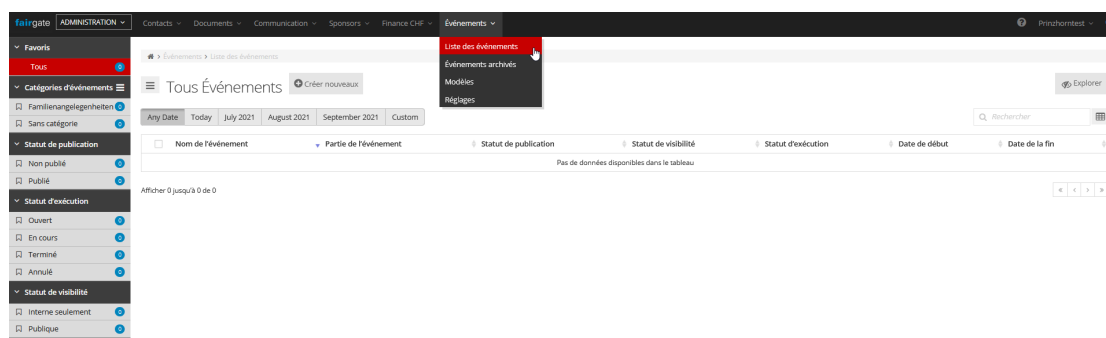 fairgate ADMINISTRATION Contacts Documents Communication Sponsors Finance CHF Événements Prinzhorntest
Favoris
Tous 0
Catégories d'événements
Familienangelegenheiten 0
Sans catégorie 0
Statut de publication
Non publié 0
Publié 0
Statut d'exécution
Ouvert 0
En cours 0
Terminé 0
Annulé 0
Statut de visibilité
Interne seulement 0
Publique 0
Liste des événements
Événements archivés
Modèles
Réglages
> Événements > Liste des événements
Tous Événements Créer nouveaux Explorer
Any Date Today July 2021 August 2021 September 2021 Custom Rechercher
Nom de l'événement Partie de l'événement Statut de publication Statut de visibilité Statut d'exécution Date de début Date de la fin
Pas de données disponibles dans le tableau
Afficher 0 jusqu'à 0 de 0 « < > »